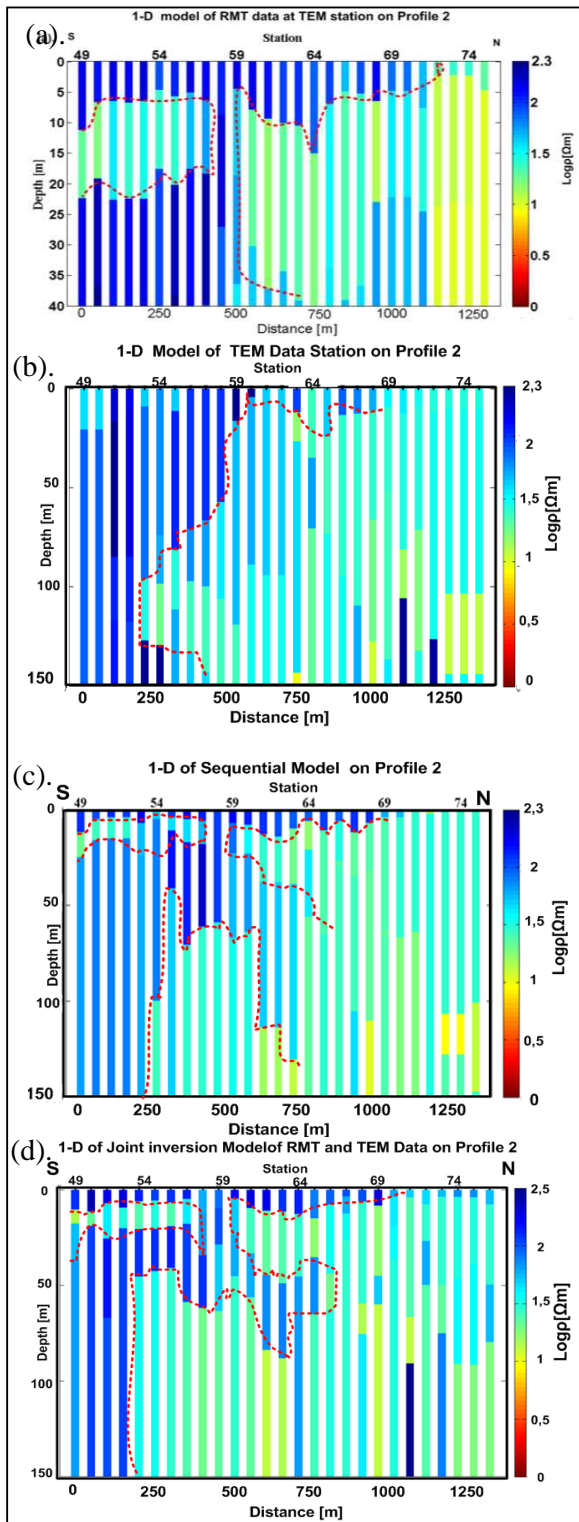 1-D model of RMT data at TEM station on Profile 2
(a).
S Station N
49 54 59 64 69 74
0
5
10
15
20
25
30
35
40
Depth [m]
0 250 500 750 1000 1250
Distance [m]
2,3
2
1.5
1
0.5
0
Logρ[Ωm]
(b).
1-D Model of TEM Data Station on Profile 2
Station
49 54 59 64 69 74
0
50
100
150
Depth [m]
0 250 500 750 1000 1250
Distance [m]
2,3
2
1,5
1
0,5
0
Logρ[Ωm]
(c).
1-D of Sequential Model on Profile 2
S Station N
49 54 59 64 69 74
0
50
100
150
Depth [m]
0 250 500 750 1000 1250
Distance [m]
2,3
2
1,5
1
0,5
0
Logρ[Ωm]
(d).
1-D of Joint inversion Modelof RMT and TEM Data on Profile 2
S Station N
49 54 59 64 69 74
0
50
100
150
Depth [m]
0 250 500 750 1000 1250
Distance [m]
2,5
2
1,5
1
0,5
0
Logρ[Ωm]